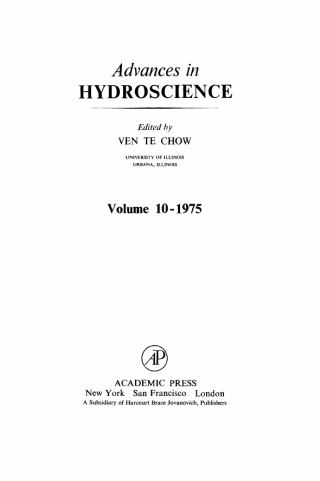 Advances in
HYDROSCIENCE
Edited by
VEN TE CHOW
UNIVERSITY OF ILLINOIS
URBANA, ILLINOIS
Volume 10-1975
AP
ACADEMIC PRESS
New York San Francisco London
A Subsidiary of Harcourt Brace Jovanovich, Publishers